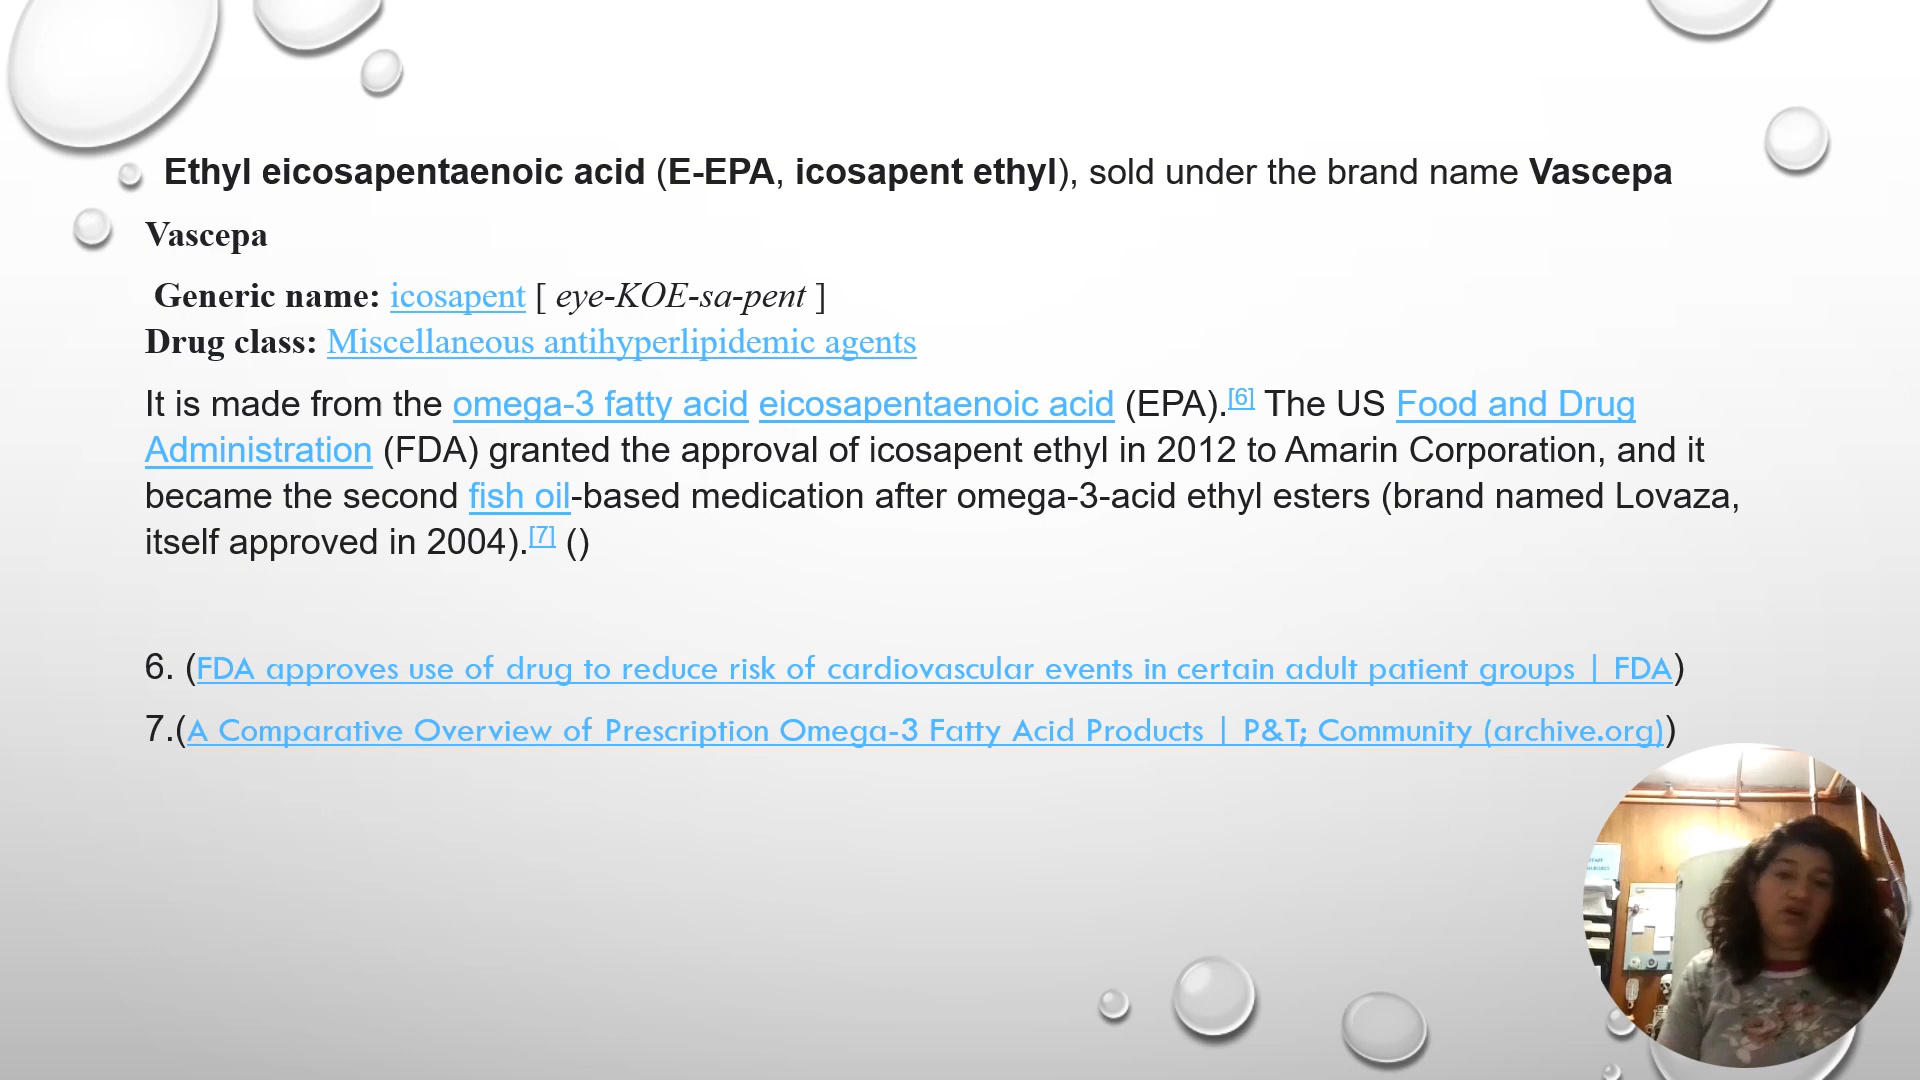 Ethyl eicosapentaenoic acid (E-EPA, icosapent ethyl), sold under the brand name Vascepa
Vascepa
Generic name: icosapent [ eye-KOE-sa-pent ]
Drug class: Miscellaneous antihyperlipidemic agents
It is made from the omega-3 fatty acid eicosapentaenoic acid (EPA).[6] The US Food and Drug
Administration (FDA) granted the approval of icosapent ethyl in 2012 to Amarin Corporation, and it
became the second fish oil-based medication after omega-3-acid ethyl esters (brand named Lovaza,
itself approved in 2004).[7] ()
6. (FDA approves use of drug to reduce risk of cardiovascular events in certain adult patient groups | FDA)
7.(A Comparative Overview of Prescription Omega-3 Fatty Acid Products | P&T; Community (archive.org))